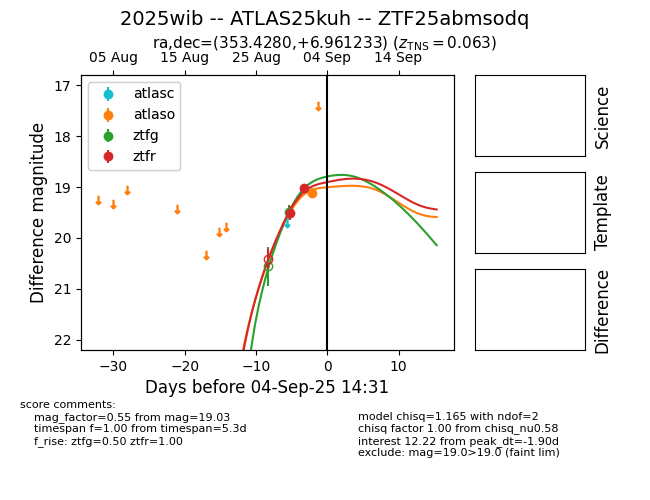 2025wib -- ATLAS25kuh -- ZTF25abmsodq
ra,dec=(353.4280,+6.961233) (z_TNS = 0.063)
05 Aug 15 Aug 25 Aug 04 Sep 14 Sep
atlasc
atlaso
ztfg
ztfr
17
18
19
20
21
22
Difference magnitude
−30 −20 −10 0 10
Days before 04-Sep-25 14:31
Science
Template
Difference
score comments:
mag_factor=0.55 from mag=19.03
timespan f=1.00 from timespan=5.3d
f_rise: ztfg=0.50 ztfr=1.00
model chisq=1.165 with ndof=2
chisq factor 1.00 from chisq_nu0.58
interest 12.22 from peak_dt=-1.90d
exclude: mag=19.0>19.0 (faint lim)